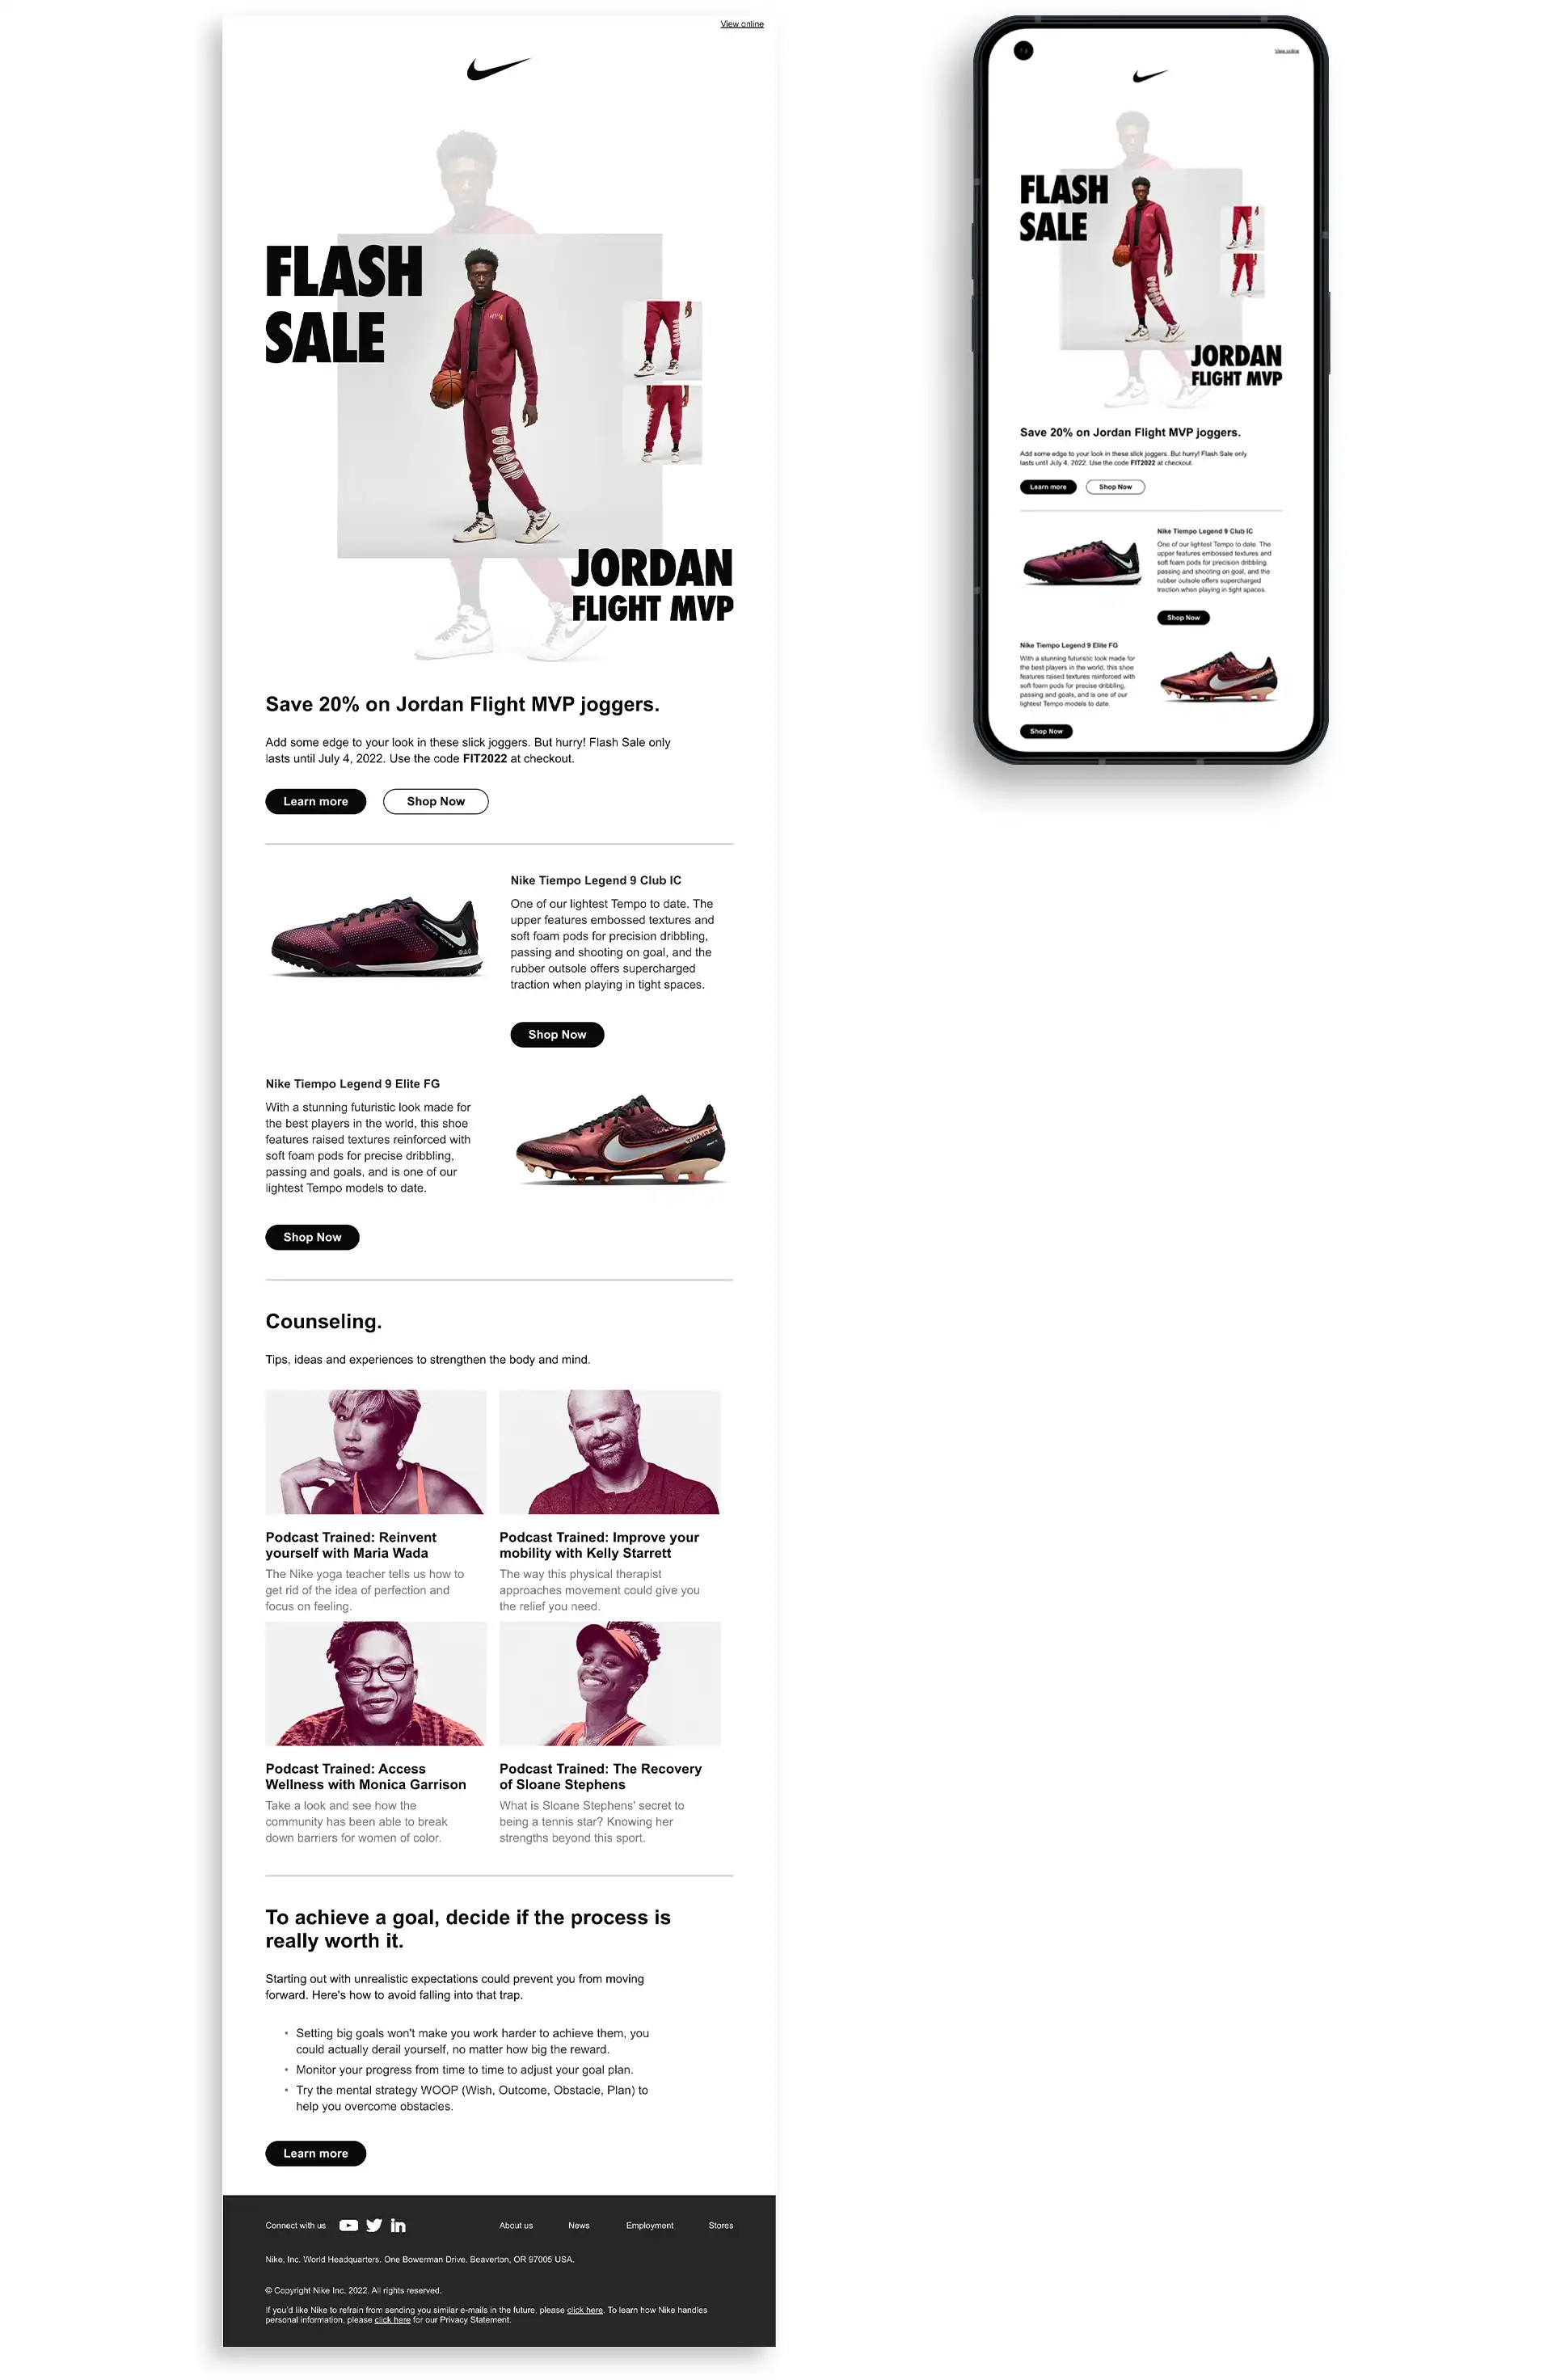 View online
FLASH
SALE
JORDAN
FLIGHT MVP
Save 20% on Jordan Flight MVP joggers.
Add some edge to your look in these slick joggers. But hurry! Flash Sale only
lasts until July 4, 2022. Use the code FIT2022 at checkout.
Learn more
Shop Now
Nike Tiempo Legend 9 Club IC
One of our lightest Tempo to date. The
upper features embossed textures and
soft foam pods for precision dribbling,
passing and shooting on goal, and the
rubber outsole offers supercharged
traction when playing in tight spaces.
Shop Now
Nike Tiempo Legend 9 Elite FG
With a stunning futuristic look made for
the best players in the world, this shoe
features raised textures reinforced with
soft foam pods for precise dribbling,
passing and goals, and is one of our
lightest Tempo models to date.
Shop Now
Counseling.
Tips, ideas and experiences to strengthen the body and mind.
Podcast Trained: Reinvent
yourself with Maria Wada
The Nike yoga teacher tells us how to
get rid of the idea of perfection and
focus on feeling.
Podcast Trained: Improve your
mobility with Kelly Starrett
The way this physical therapist
approaches movement could give you
the relief you need.
Podcast Trained: Access
Wellness with Monica Garrison
Take a look and see how the
community has been able to break
down barriers for women of color.
Podcast Trained: The Recovery
of Sloane Stephens
What is Sloane Stephens' secret to
being a tennis star? Knowing her
strengths beyond this sport.
To achieve a goal, decide if the process is
really worth it.
Starting out with unrealistic expectations could prevent you from moving
forward. Here's how to avoid falling into that trap.
• Setting big goals won't make you work harder to achieve them, you
could actually derail yourself, no matter how big the reward.
• Monitor your progress from time to time to adjust your goal plan.
• Try the mental strategy WOOP (Wish, Outcome, Obstacle, Plan) to
help you overcome obstacles.
Learn more
Connect with us
About us
News
Employment
Stores
Nike, Inc. World Headquarters. One Bowerman Drive. Beaverton, OR 97005 USA.
© Copyright Nike Inc. 2022. All rights reserved.
If you'd like Nike to refrain from sending you similar e-mails in the future, please click here. To learn how Nike handles
personal information, please click here for our Privacy Statement.
View online
FLASH
SALE
JORDAN
FLIGHT MVP
Save 20% on Jordan Flight MVP joggers.
Add some edge to your look in these slick joggers. But hurry! Flash Sale only
lasts until July 4, 2022. Use the code FIT2022 at checkout.
Learn more
Shop Now
Nike Tiempo Legend 9 Club IC
One of our lightest Tempo to date. The
upper features embossed textures and
soft foam pods for precision dribbling,
passing and shooting on goal, and the
rubber outsole offers supercharged
traction when playing in tight spaces.
Shop Now
Nike Tiempo Legend 9 Elite FG
With a stunning futuristic look made for
the best players in the world, this shoe
features raised textures reinforced with
soft foam pods for precise dribbling,
passing and goals, and is one of our
lightest Tempo models to date.
Shop Now